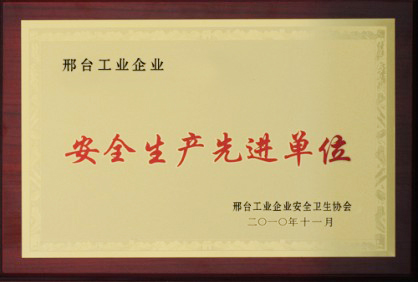 邢台工业企业
安全生产先进单位
邢台工业企业安全卫生协会
二〇一〇年十一月